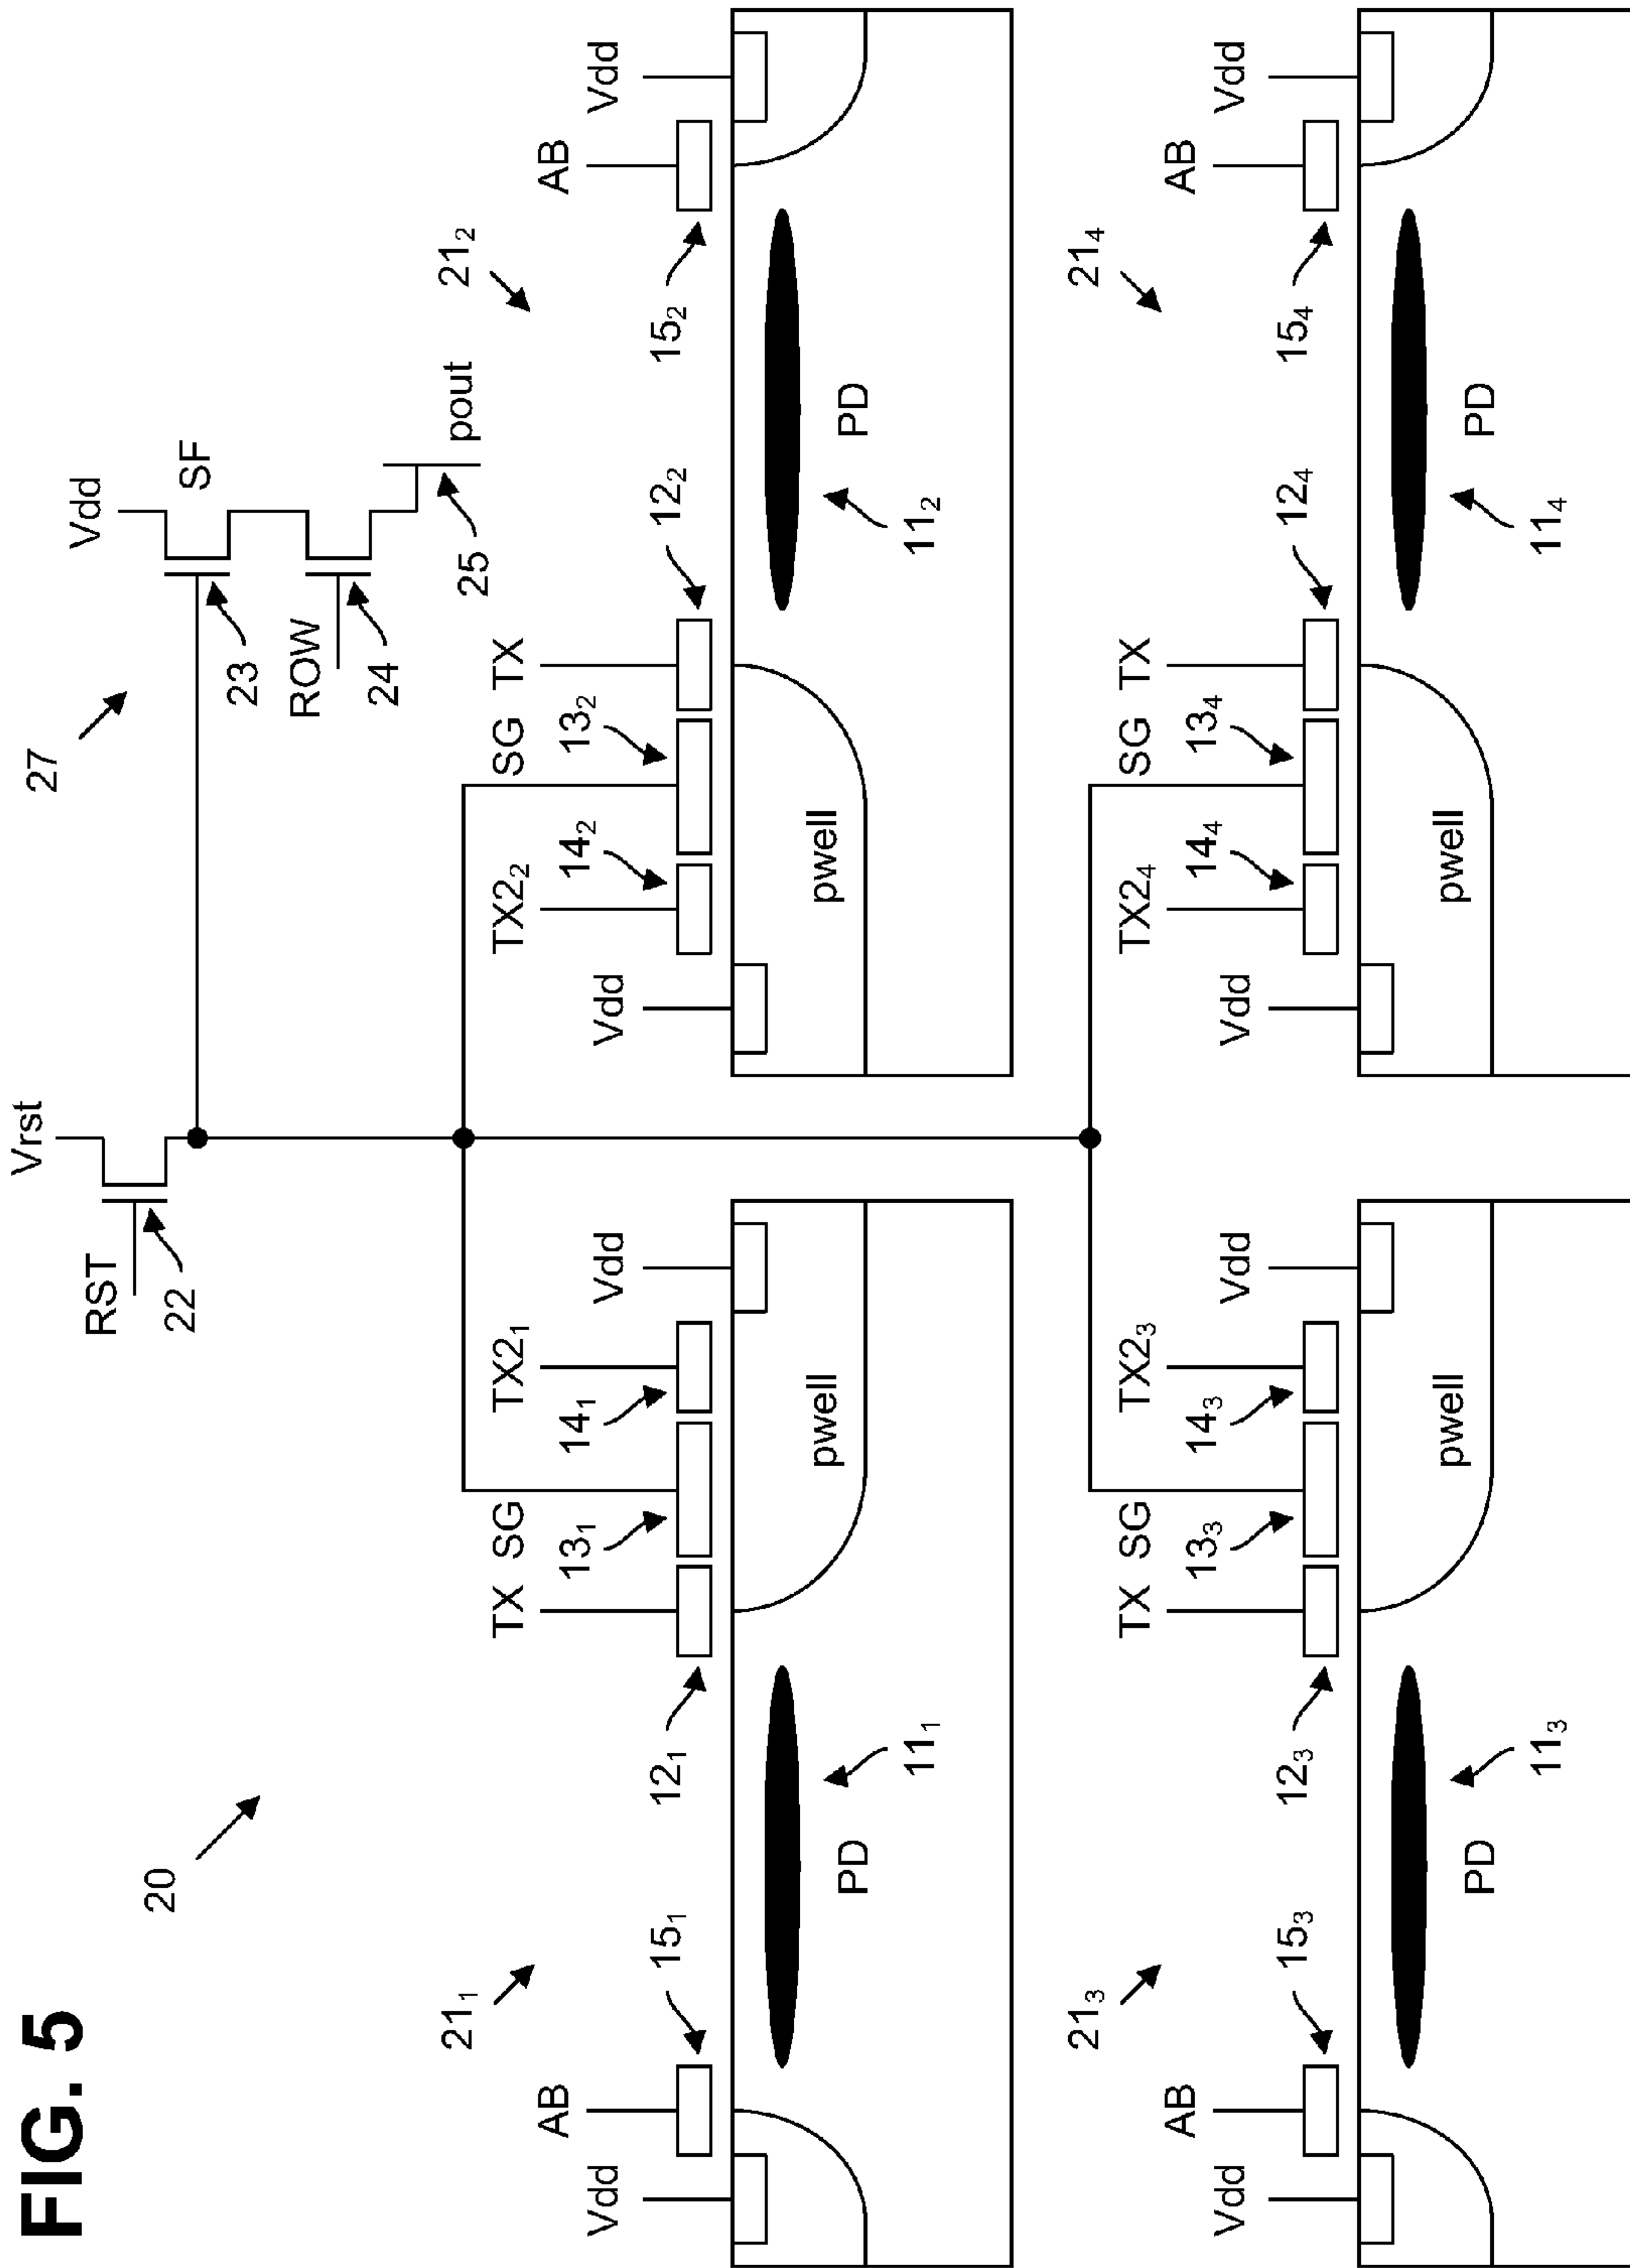 FIG. 5
20
27
Vrst
RST
22
Vdd
SF
23
ROW
24
25
pout
21₁
21₂
Vdd
AB
15₁
12₁
TX
SG
13₁
TX2₁
14₁
Vdd
PD
11₁
pwell
Vdd
TX2₂
14₂
SG
13₂
TX
12₂
15₂
AB
Vdd
pwell
11₂
PD
21₃
21₄
Vdd
AB
15₃
12₃
TX
SG
13₃
TX2₃
14₃
Vdd
PD
11₃
pwell
Vdd
TX2₄
14₄
SG
13₄
TX
12₄
15₄
AB
Vdd
pwell
11₄
PD